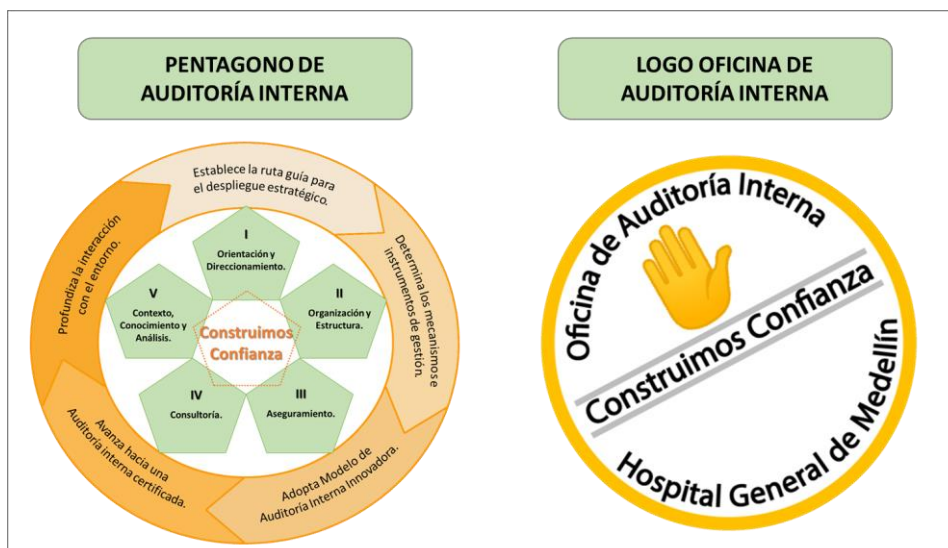 PENTAGONO DE
AUDITORÍA INTERNA
Establece la ruta guía para
el despliegue estratégico.
Determina los mecanismos e
instrumentos de gestión.
Adopta Modelo de
Auditoría Interna Innovadora.
Avanza hacia una
Auditoría interna certificada.
Profundiza la interacción
con el entorno.
I
Orientación y
Direccionamiento.
II
Organización y
Estructura.
III
Aseguramiento.
IV
Consultoría.
V
Contexto,
Conocimiento y
Análisis.
Construimos
Confianza
LOGO OFICINA DE
AUDITORÍA INTERNA
Oficina de Auditoría Interna
Construimos Confianza
Hospital General de Medellín